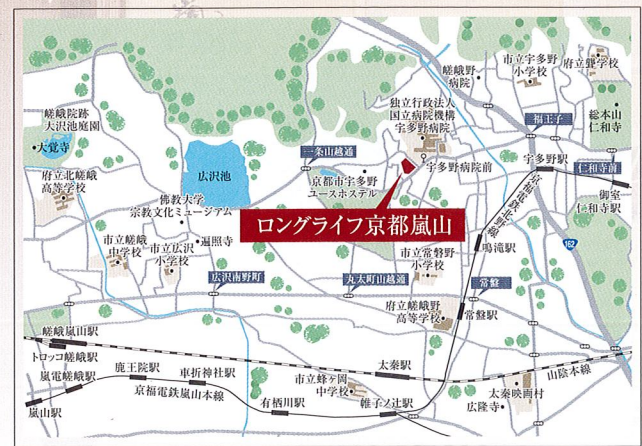 嵯峨院跡
大沢池庭園
大覚寺
府立北嵯峨
高等学校
広沢池
佛教大学
宗教文化ミュージアム
遍照寺
市立嵯峨
中学校
市立広沢
小学校
広沢南野町
一条山越通
京都市宇多野
ユースホステル
独立行政法人
国立病院機構
宇多野病院
嵯峨野
病院
市立宇多野
小学校
府立聾学校
福王子
総本山
仁和寺
宇多野病院前
宇多野駅
仁和寺前
御室
仁和寺駅
ロングライフ京都嵐山
京福電鉄北野線
鳴滝駅
162
市立常磐野
小学校
丸太町山越通
常盤
府立嵯峨野
高等学校
常盤駅
嵯峨嵐山駅
トロッコ嵯峨駅
嵐電嵯峨駅
嵐山駅
鹿王院駅
車折神社駅
京福電鉄嵐山本線
有栖川駅
市立蜂ヶ岡
中学校
帷子ノ辻駅
太秦駅
山陰本線
太秦映画村
広隆寺